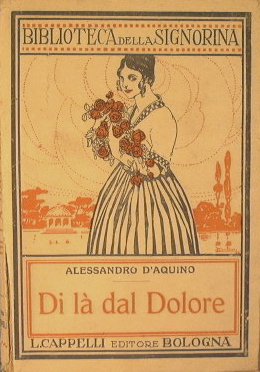 BIBLIOTECA DELLA SIGNORINA
ALESSANDRO D'AQUINO
Di là dal Dolore
L. CAPPELLI EDITORE BOLOGNA